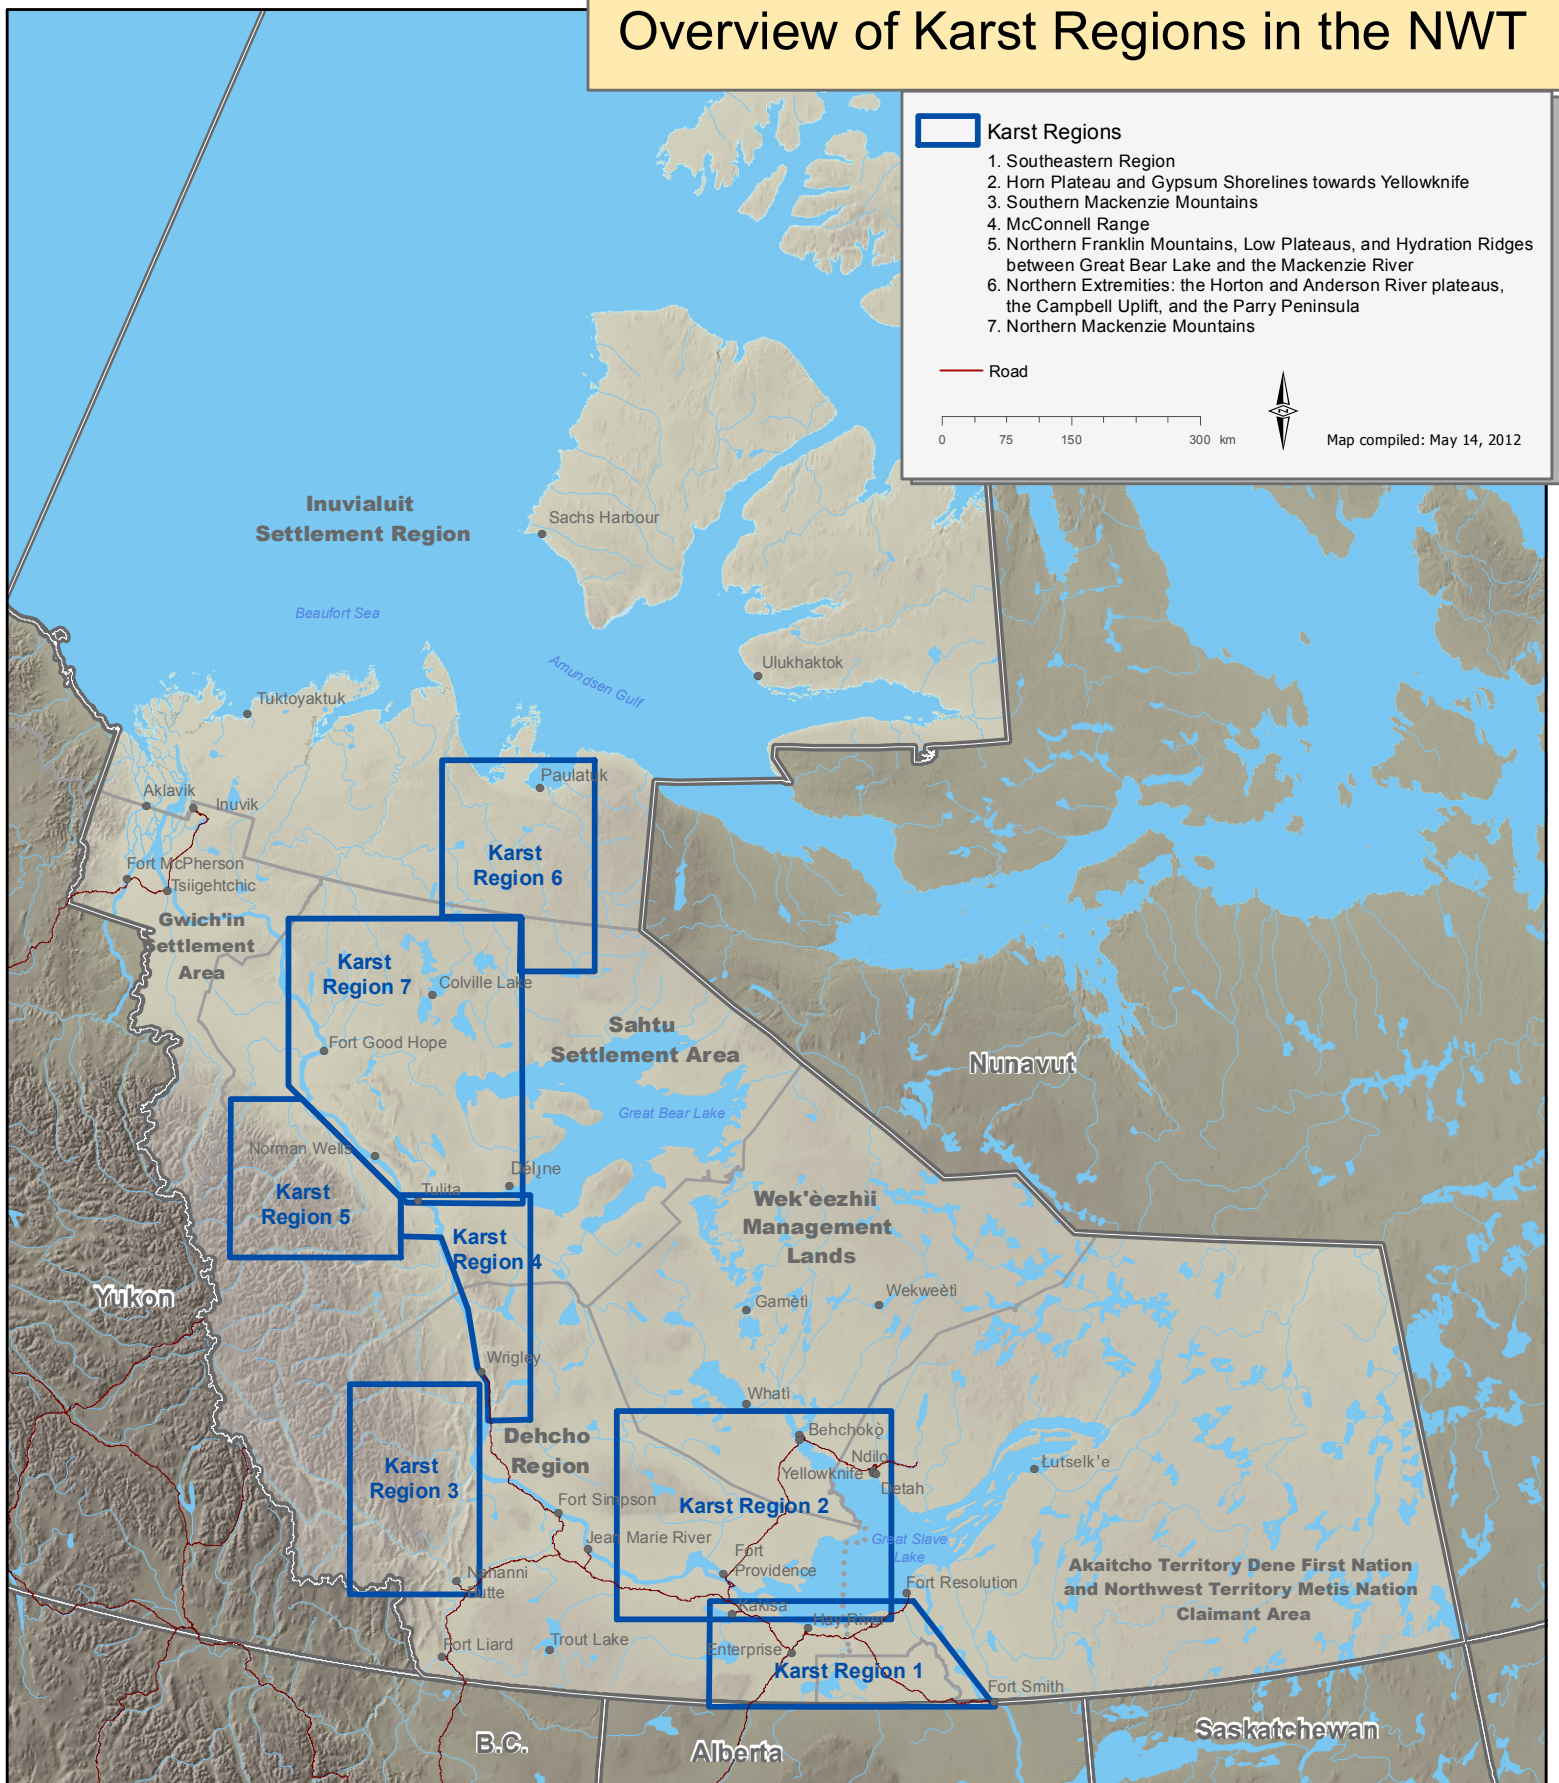 Overview of Karst Regions in the NWT
Karst Regions
1. Southeastern Region
2. Horn Plateau and Gypsum Shorelines towards Yellowknife
3. Southern Mackenzie Mountains
4. McConnell Range
5. Northern Franklin Mountains, Low Plateaus, and Hydration Ridges
between Great Bear Lake and the Mackenzie River
6. Northern Extremities: the Horton and Anderson River plateaus,
the Campbell Uplift, and the Parry Peninsula
7. Northern Mackenzie Mountains
Road
0 75 150 300 km
N
Map compiled: May 14, 2012
Inuvialuit
Settlement Region
Sachs Harbour
Beaufort Sea
Amundsen Gulf
Ulukhaktok
Tuktoyaktuk
Paulatuk
Aklavik
Inuvik
Karst
Region 6
Fort McPherson
Tsiigehtchic
Gwich'in
Settlement
Area
Karst
Region 7
Colville Lake
Sahtu
Settlement Area
Fort Good Hope
Nunavut
Great Bear Lake
Norman Wells
Délįne
Tulita
Karst
Region 5
Wek'èezhìi
Management
Lands
Karst
Region 4
Yukon
Gamètì
Wekweètì
Wrigley
Whatì
Behchokǫ̀
Dehcho
Region
Ndilo
Yellowknife
Detah
Łutselk'e
Karst
Region 3
Fort Simpson
Karst Region 2
Jean Marie River
Great Slave
Lake
Fort
Providence
Nahanni
Butte
Fort Resolution
Akaitcho Territory Dene First Nation
and Northwest Territory Metis Nation
Claimant Area
Kakisa
Hay River
Fort Liard
Trout Lake
Enterprise
Karst Region 1
Fort Smith
B.C.
Alberta
Saskatchewan